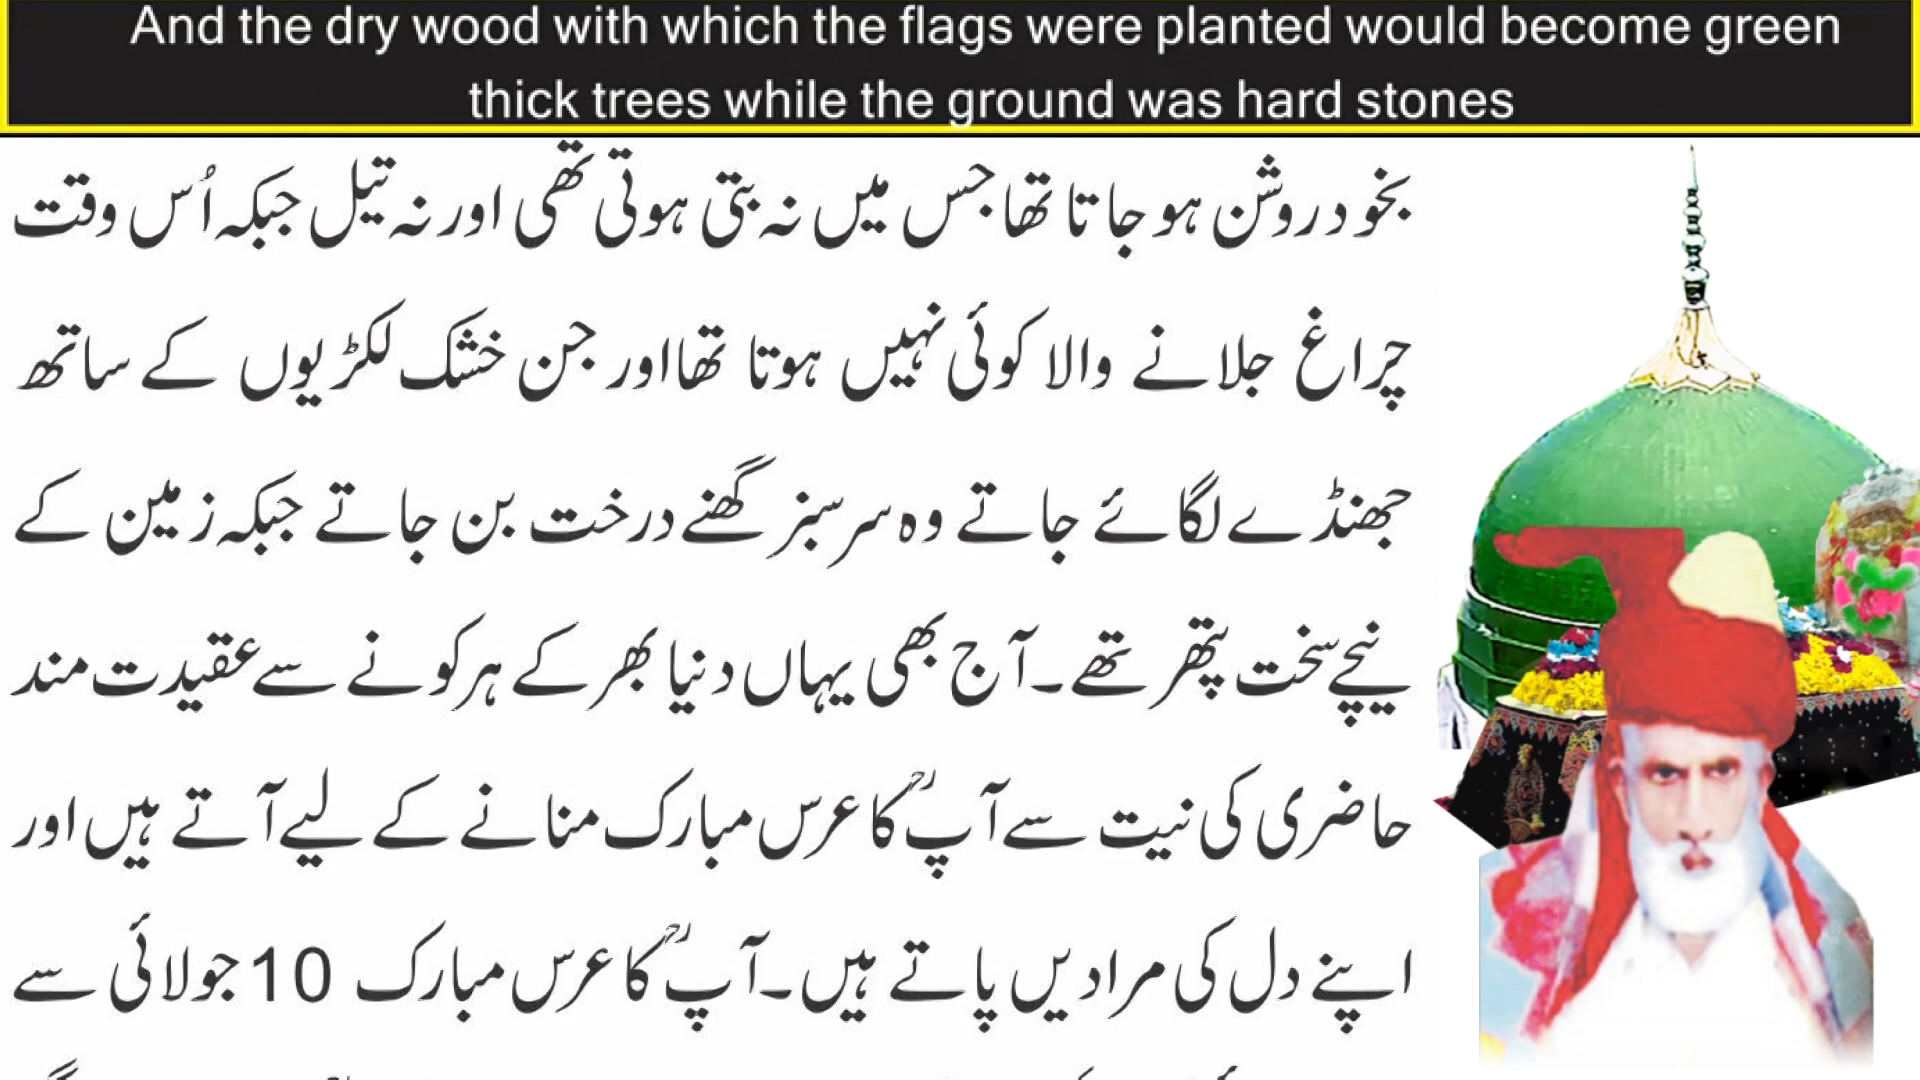 And the dry wood with which the flags were planted would become green
thick trees while the ground was hard stones
بخود روشن ہو جاتا تھا جس میں نہ بتی ہوتی تھی اور نہ تیل جبکہ اُس وقت
چراغ جلانے والا کوئی نہیں ہوتا تھا اور جن خشک لکڑیوں کے ساتھ
جھنڈے لگائے جاتے وہ سرسبز گھنے درخت بن جاتے جبکہ زمین کے
نیچے سخت پتھر تھے۔ آج بھی یہاں دنیا بھر کے ہر کونے سے عقیدت مند
حاضری کی نیت سے آپؒ کا عرس مبارک منانے کے لیے آتے ہیں اور
اپنے دل کی مرادیں پاتے ہیں۔ آپؒ کا عرس مبارک 10 جولائی سے